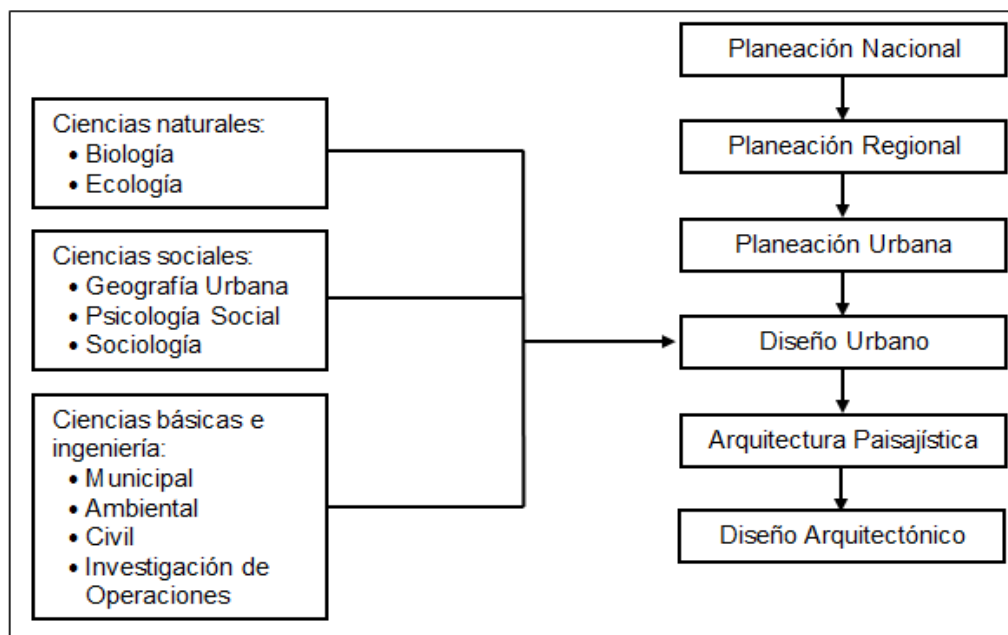 Ciencias naturales:
• Biología
• Ecología
Ciencias sociales:
• Geografía Urbana
• Psicología Social
• Sociología
Ciencias básicas e
ingeniería:
• Municipal
• Ambiental
• Civil
• Investigación de
Operaciones
Planeación Nacional
Planeación Regional
Planeación Urbana
Diseño Urbano
Arquitectura Paisajística
Diseño Arquitectónico